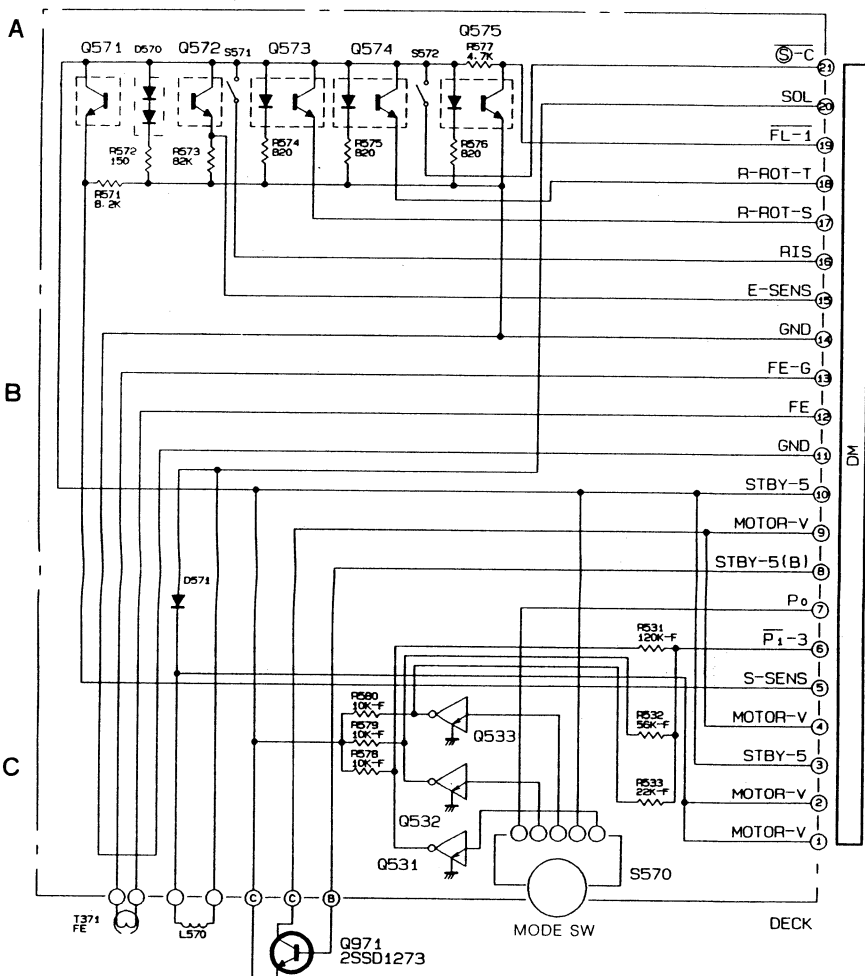 A
Q571
D570
Q572
S571
Q573
Q574
S572
Q575
R577
4.7K
R572
150
R573
82K
R574
820
R575
820
R576
820
R571
8.2K
Ⓢ-C
21
SOL
20
FL-1
19
R-ROT-T
18
R-ROT-S
17
RIS
16
E-SENS
15
GND
14
B
FE-G
13
FE
12
GND
11
DM
STBY-5
10
MOTOR-V
9
STBY-5(B)
8
D571
P0
7
R531
120K-F
P1-3
6
S-SENS
5
R580
10K-F
R579
10K-F
R578
10K-F
Q533
R532
56K-F
MOTOR-V
4
C
STBY-5
3
R533
22K-F
MOTOR-V
2
Q532
MOTOR-V
1
Q531
S570
C
C
B
T371
FE
L570
MODE SW
DECK
Q971
2SSD1273